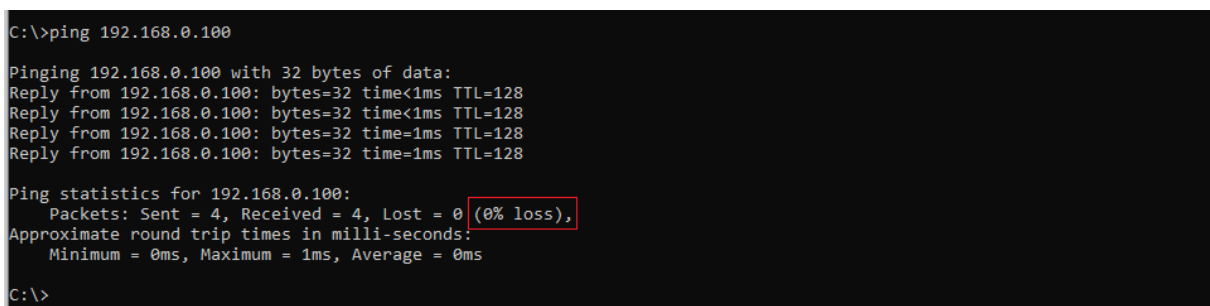 C:\>ping 192.168.0.100
Pinging 192.168.0.100 with 32 bytes of data:
Reply from 192.168.0.100: bytes=32 time<1ms TTL=128
Reply from 192.168.0.100: bytes=32 time<1ms TTL=128
Reply from 192.168.0.100: bytes=32 time=1ms TTL=128
Reply from 192.168.0.100: bytes=32 time=1ms TTL=128
Ping statistics for 192.168.0.100:
    Packets: Sent = 4, Received = 4, Lost = 0 (0% loss),
Approximate round trip times in milli-seconds:
    Minimum = 0ms, Maximum = 1ms, Average = 0ms
C:\>